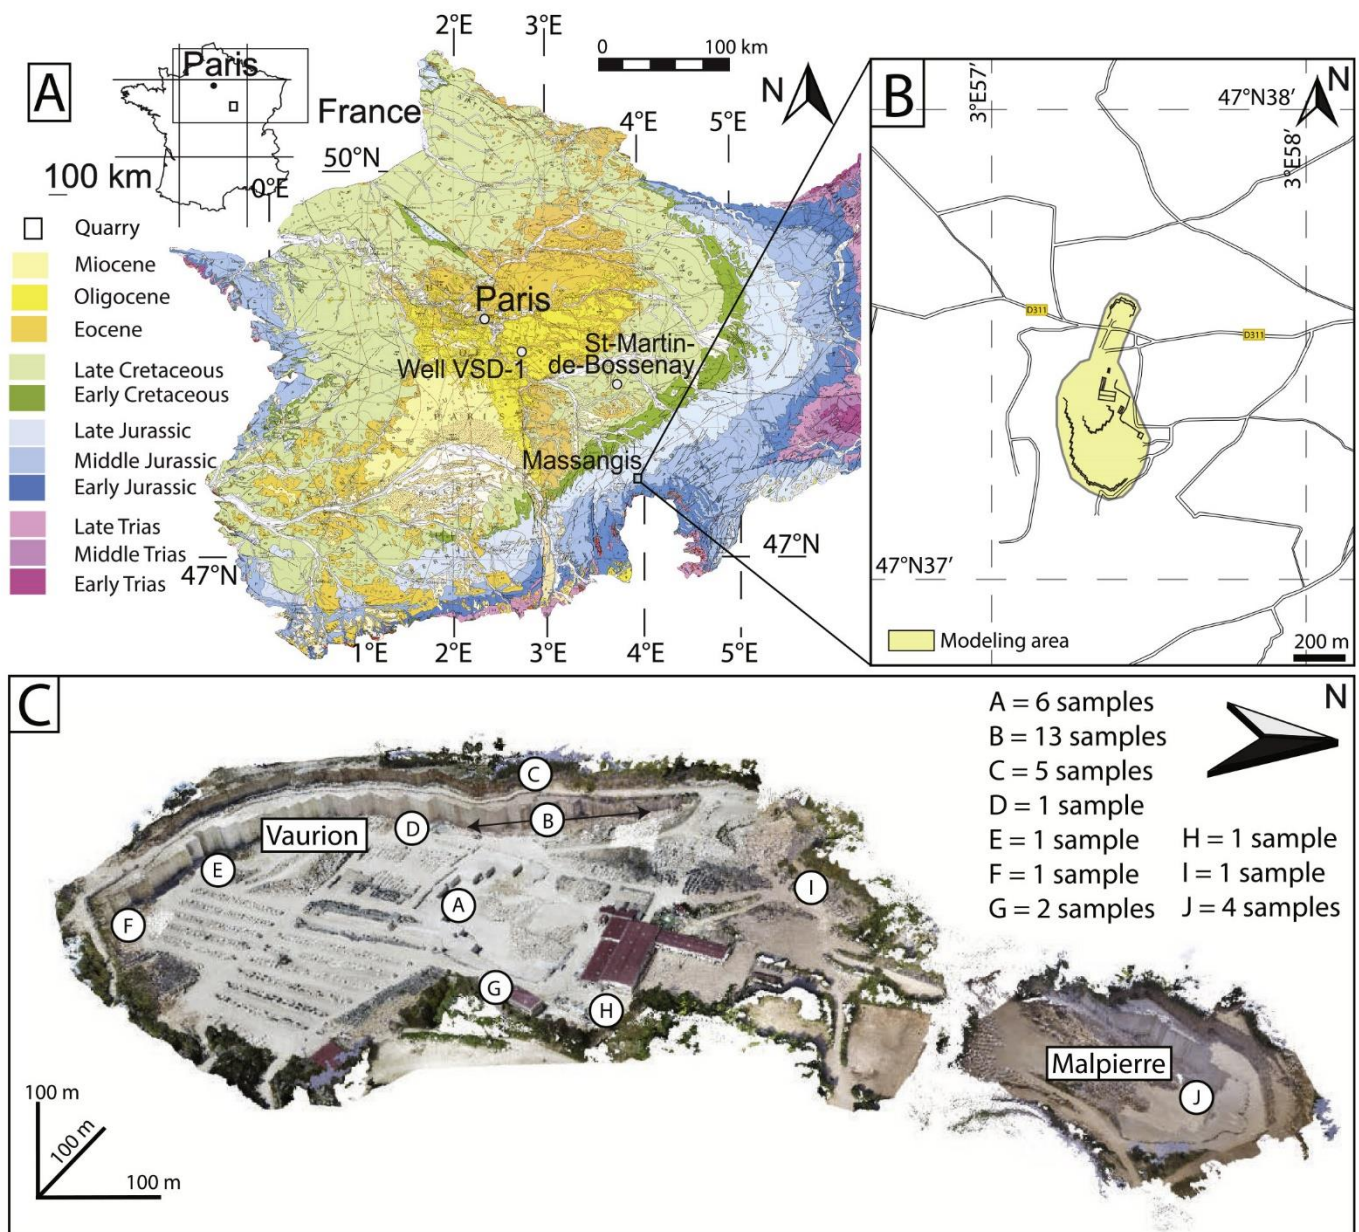 A
Paris
France
100 km
0°E
2°E
3°E
0
100 km
N
4°E
5°E
50°N
Quarry
Miocene
Oligocene
Eocene
Late Cretaceous
Early Cretaceous
Late Jurassic
Middle Jurassic
Early Jurassic
Late Trias
Middle Trias
Early Trias
Paris
Well VSD-1
St-Martin-
de-Bossenay
Massangis
47°N
47°N
1°E
2°E
3°E
4°E
5°E
B
3°E57′
47°N38′
N
3°E58′
D311
D311
47°N37′
Modeling area
200 m
C
A = 6 samples
B = 13 samples
C = 5 samples
D = 1 sample
E = 1 sample
F = 1 sample
G = 2 samples
H = 1 sample
I = 1 sample
J = 4 samples
N
C
B
D
Vaurion
E
A
F
I
G
H
Malpierre
J
100 m
100 m
100 m